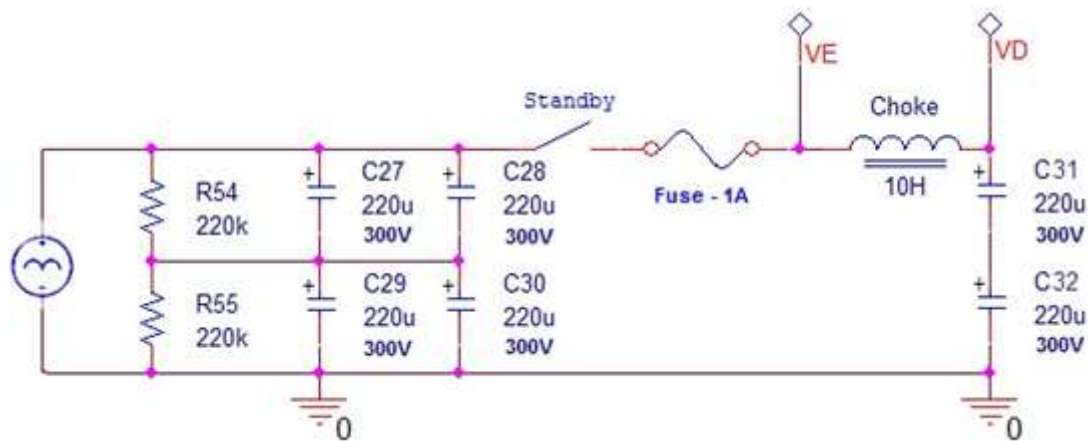 VE
VD
Standby
Choke
Fuse - 1A
10H
R54
220k
C27
220u
300V
C28
220u
300V
C31
220u
300V
R55
220k
C29
220u
300V
C30
220u
300V
C32
220u
300V
+
+
+
+
+
+
+
-
0
0